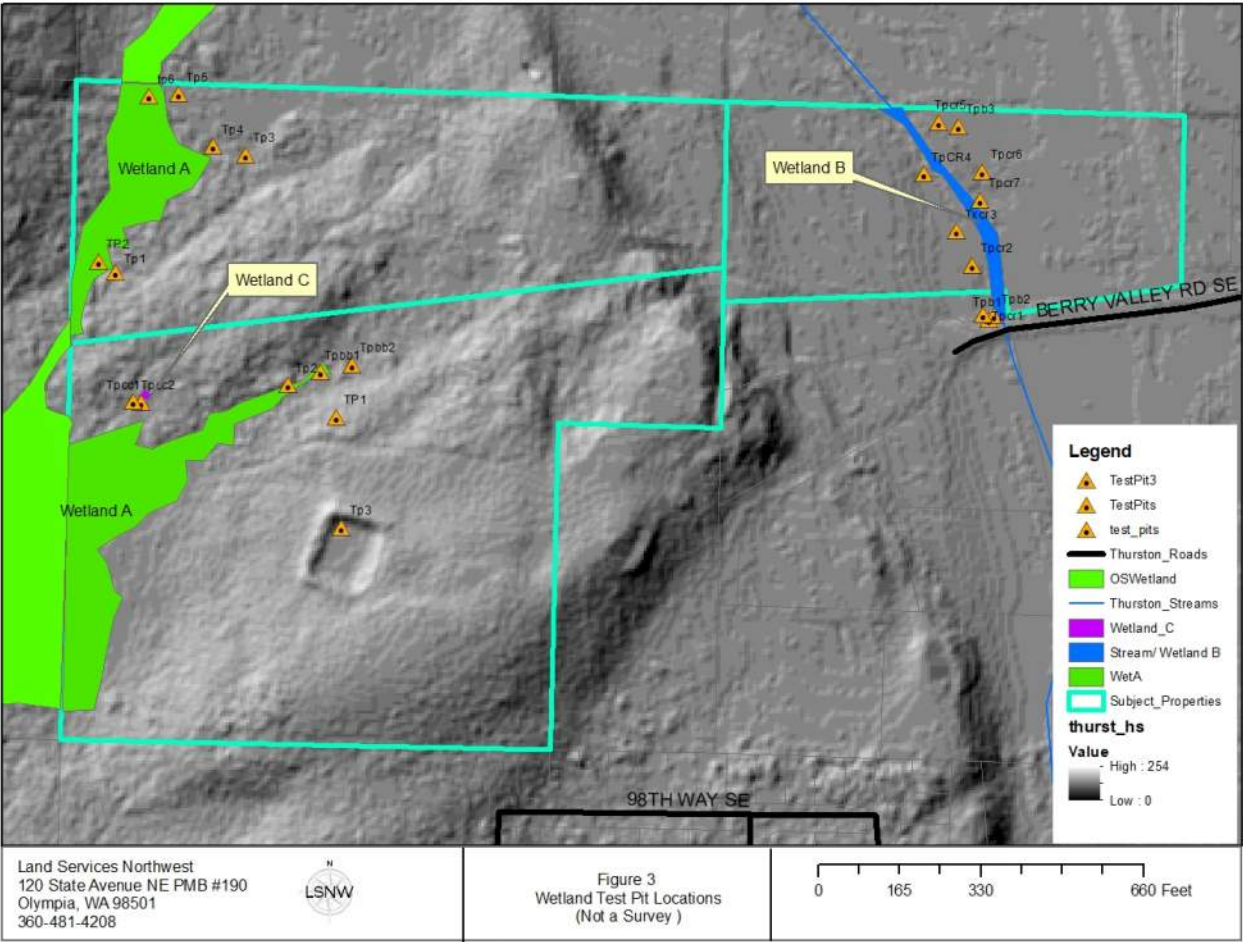 tp6 Tp5
Tp4 Tp3
Wetland A
TP2
Tp1
Wetland C
Tpcc1 Tpcc2
Tp2 Tpbb1 Tpbb2
TP1
Wetland A
Tp3
Wetland B
Tpcr5 Tpb3
TpCR4 Tpcr6
Tpcr7
Tpcr2
Tpb1 Tpb2
Tpcr1
BERRY VALLEY RD SE
98TH WAY SE
Legend
TestPit3
TestPits
test_pits
Thurston_Roads
OSWetland
Thurston_Streams
Wetland_C
Stream/ Wetland B
WetA
Subject_Properties
thurst_hs
Value
High : 254
Low : 0
Land Services Northwest
120 State Avenue NE PMB #190
Olympia, WA 98501
360-481-4208
N
LSNW
Figure 3
Wetland Test Pit Locations
(Not a Survey )
0 165 330 660 Feet